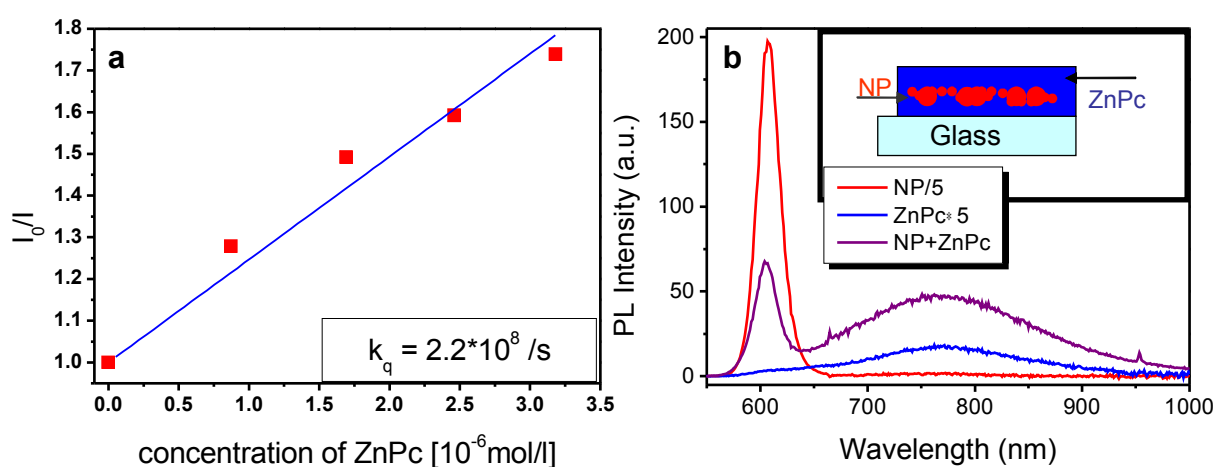 a
I₀/I
1.8
1.7
1.6
1.5
1.4
1.3
1.2
1.1
1.0
k_q = 2.2*10⁸ /s
0.0 0.5 1.0 1.5 2.0 2.5 3.0 3.5
concentration of ZnPc [10⁻⁶mol/l]
b
PL Intensity (a.u.)
200
150
100
50
0
NP
ZnPc
Glass
NP/5
ZnPc* 5
NP+ZnPc
600 700 800 900 1000
Wavelength (nm)